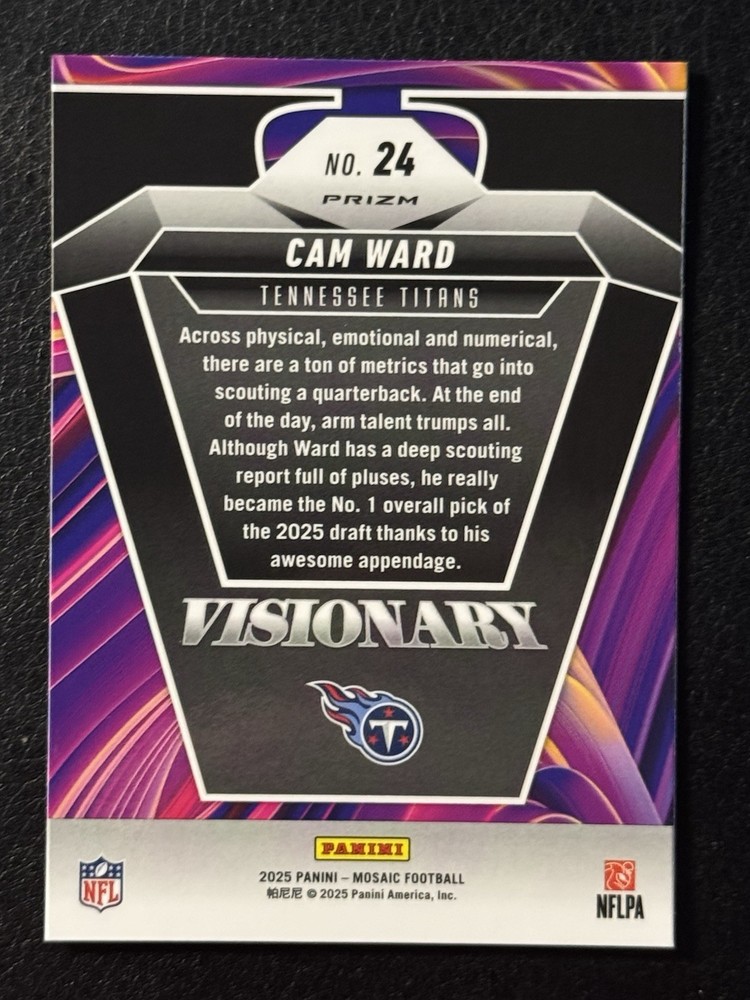 NO. 24
PRIZM
CAM WARD
TENNESSEE TITANS
Across physical, emotional and numerical,
there are a ton of metrics that go into
scouting a quarterback. At the end
of the day, arm talent trumps all.
Although Ward has a deep scouting
report full of pluses, he really
became the No. 1 overall pick of
the 2025 draft thanks to his
awesome appendage.
VISIONARY
T
PANINI
2025 PANINI – MOSAIC FOOTBALL
帕尼尼 © 2025 Panini America, Inc.
NFL
NFLPA